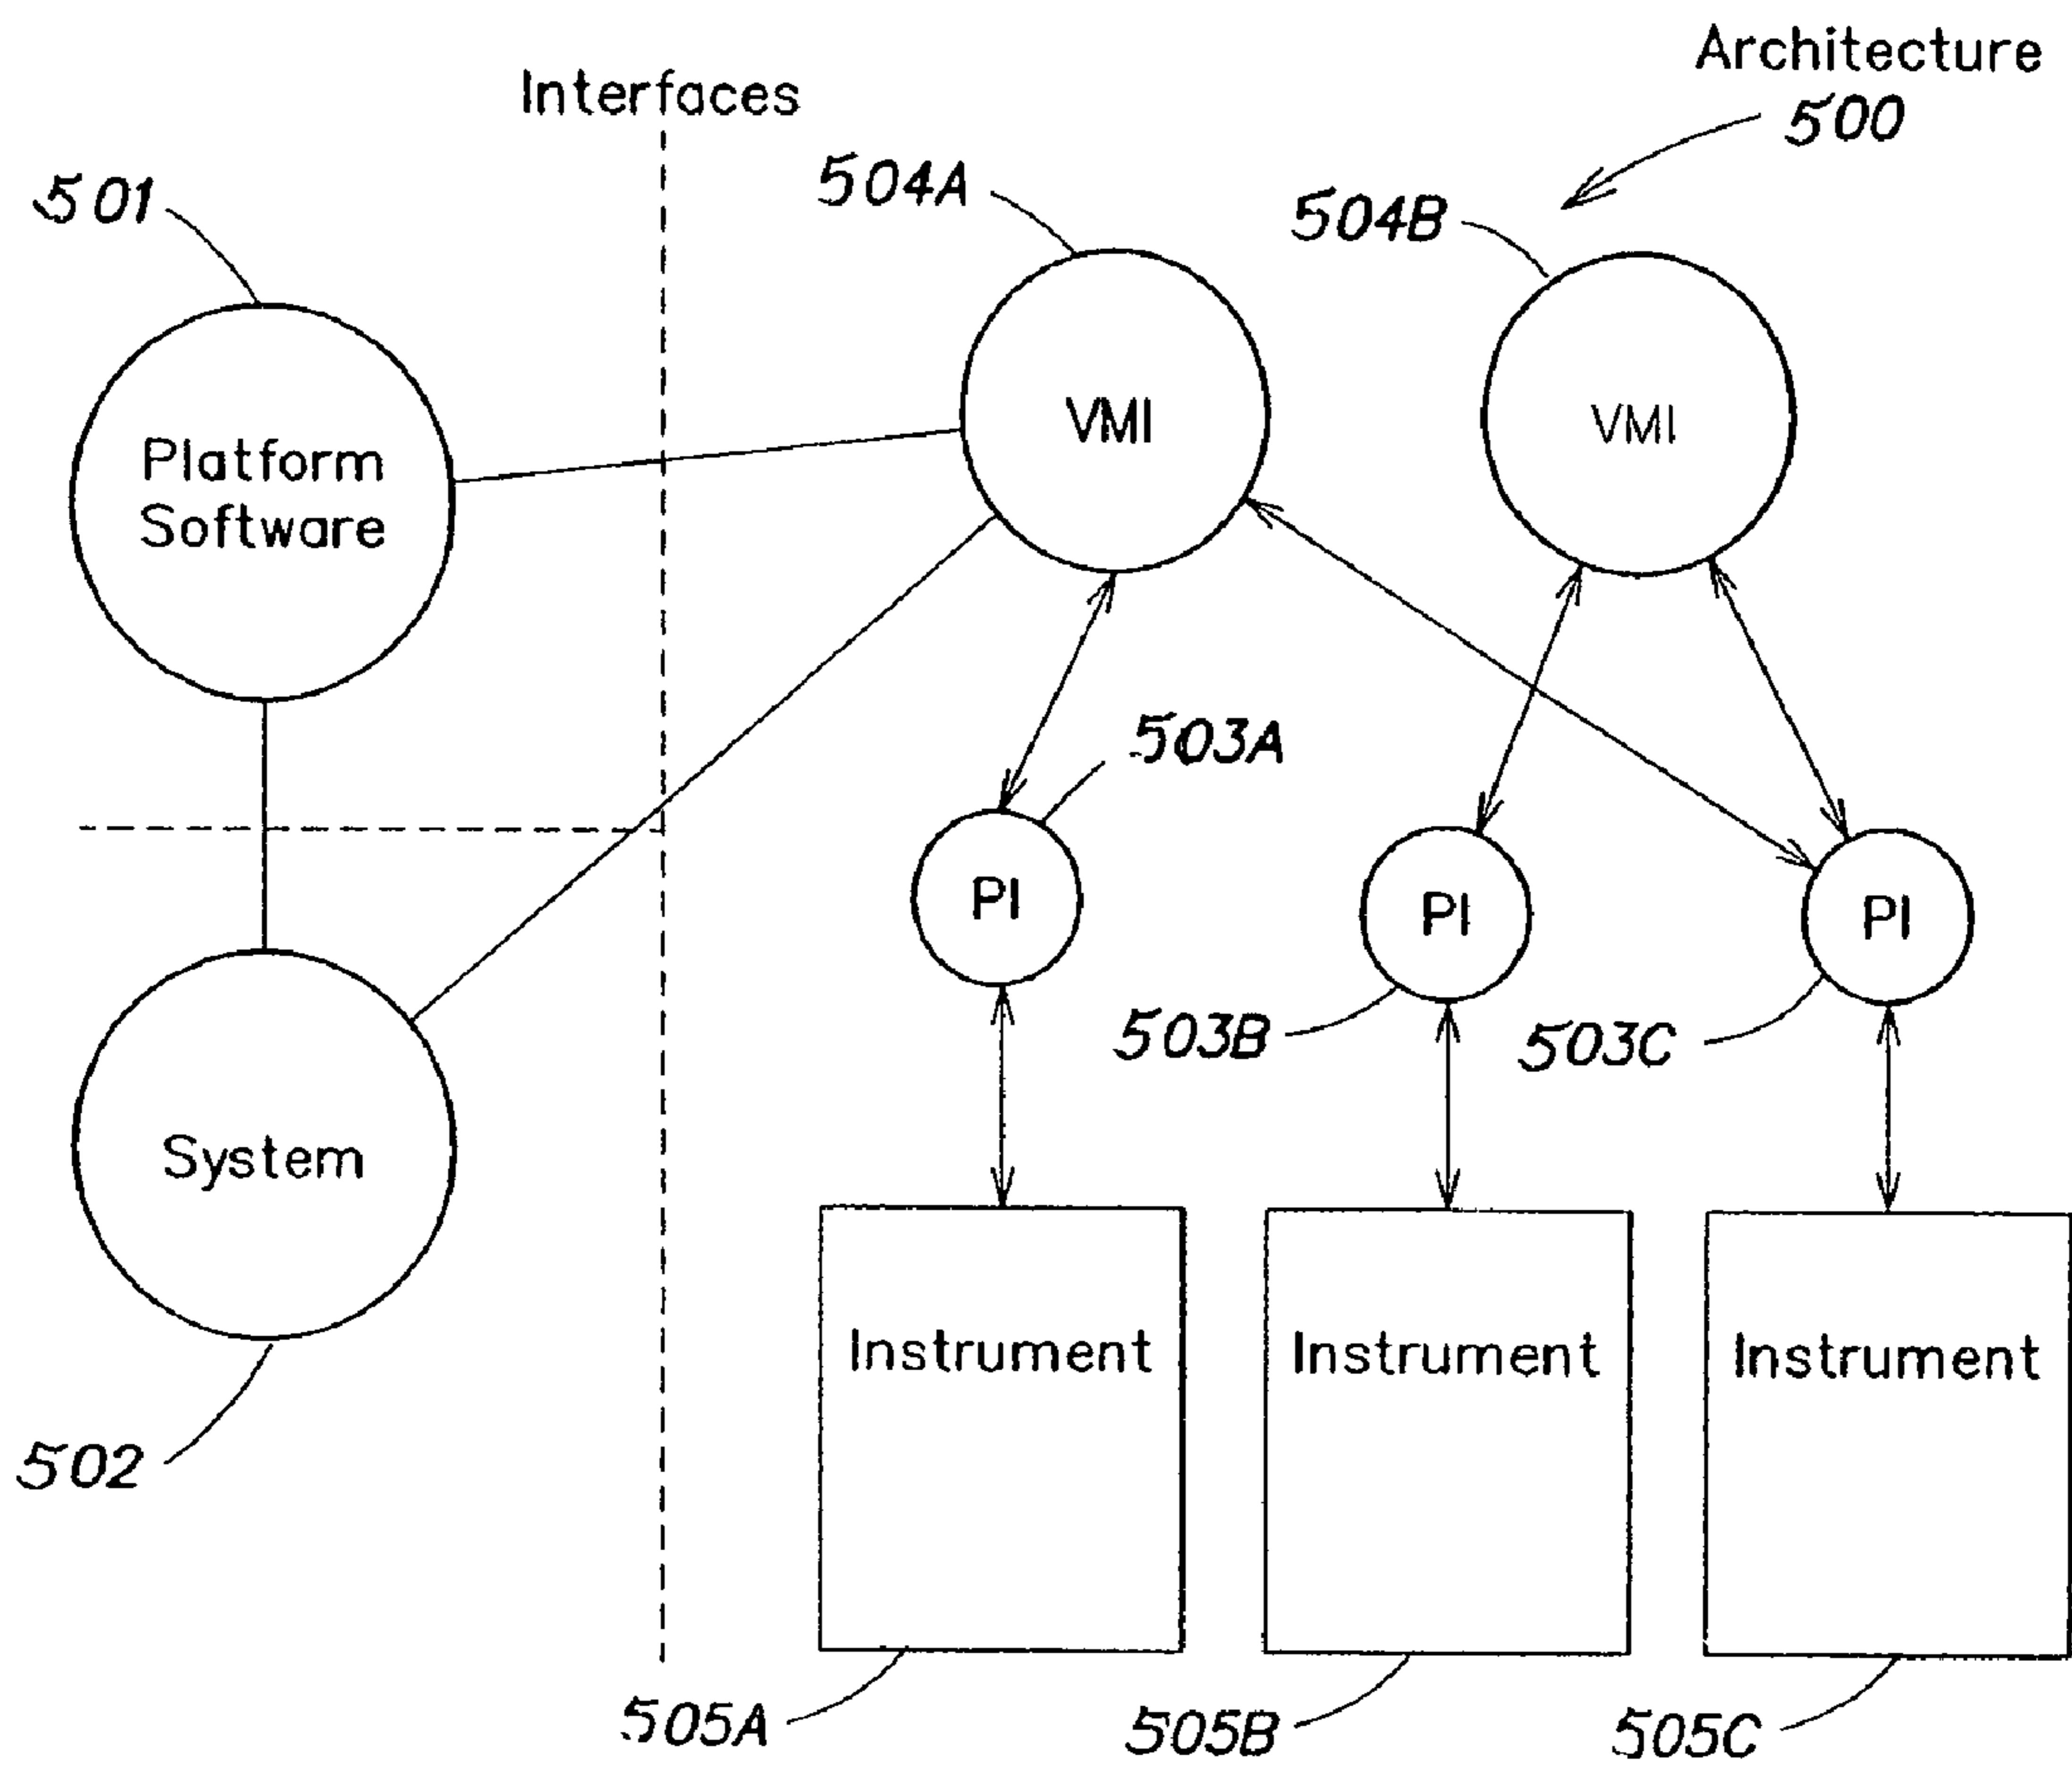 Architecture
500
Interfaces
501
504A
504B
Platform
Software
VMI
VMI
503A
PI
PI
PI
503B
503C
System
Instrument
Instrument
Instrument
502
505A
505B
505C